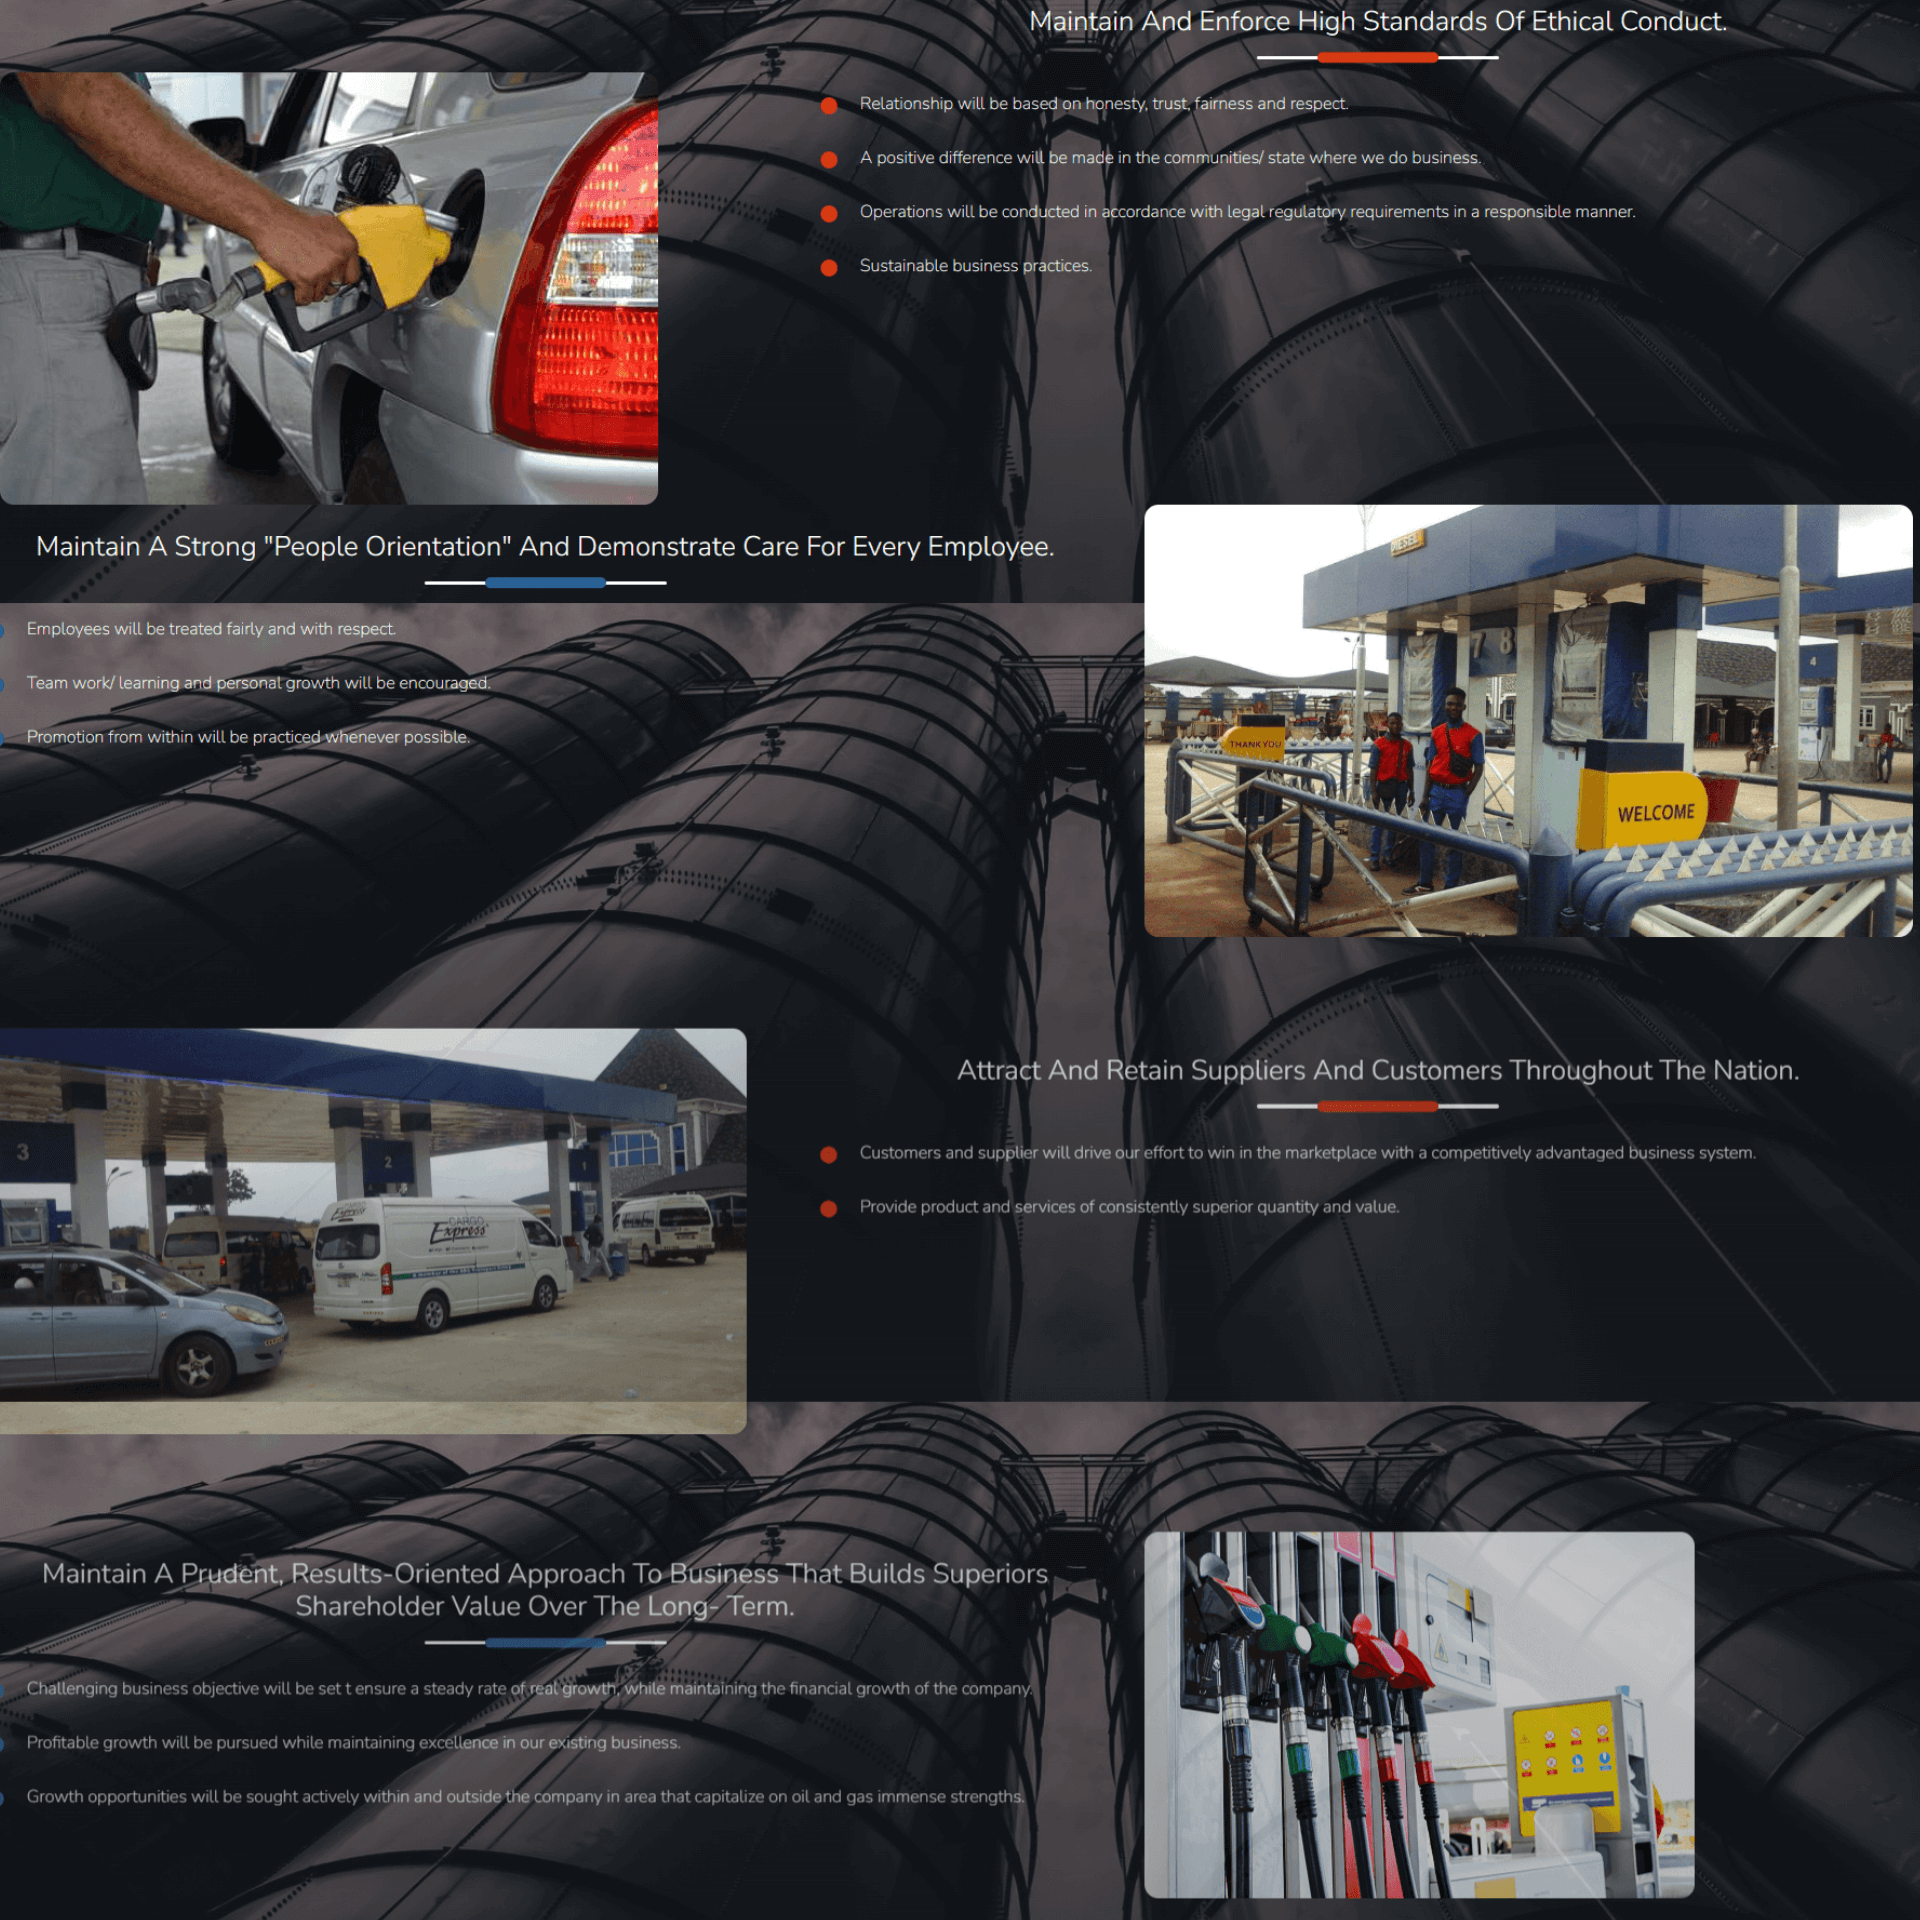 Maintain And Enforce High Standards Of Ethical Conduct.
Relationship will be based on honesty, trust, fairness and respect.
A positive difference will be made in the communities/ state where we do business.
Operations will be conducted in accordance with legal regulatory requirements in a responsible manner.
Sustainable business practices.
Maintain A Strong "People Orientation" And Demonstrate Care For Every Employee.
Employees will be treated fairly and with respect.
Team work/ learning and personal growth will be encouraged.
Promotion from within will be practiced whenever possible.
DIESEL
7 8
4
THANK YOU
WELCOME
3
2
1
CARGO
Express
Express
Attract And Retain Suppliers And Customers Throughout The Nation.
Customers and supplier will drive our effort to win in the marketplace with a competitively advantaged business system.
Provide product and services of consistently superior quantity and value.
Maintain A Prudent, Results-Oriented Approach To Business That Builds Superiors
Shareholder Value Over The Long- Term.
Challenging business objective will be set t ensure a steady rate of real growth, while maintaining the financial growth of the company.
Profitable growth will be pursued while maintaining excellence in our existing business.
Growth opportunities will be sought actively within and outside the company in area that capitalize on oil and gas immense strengths.